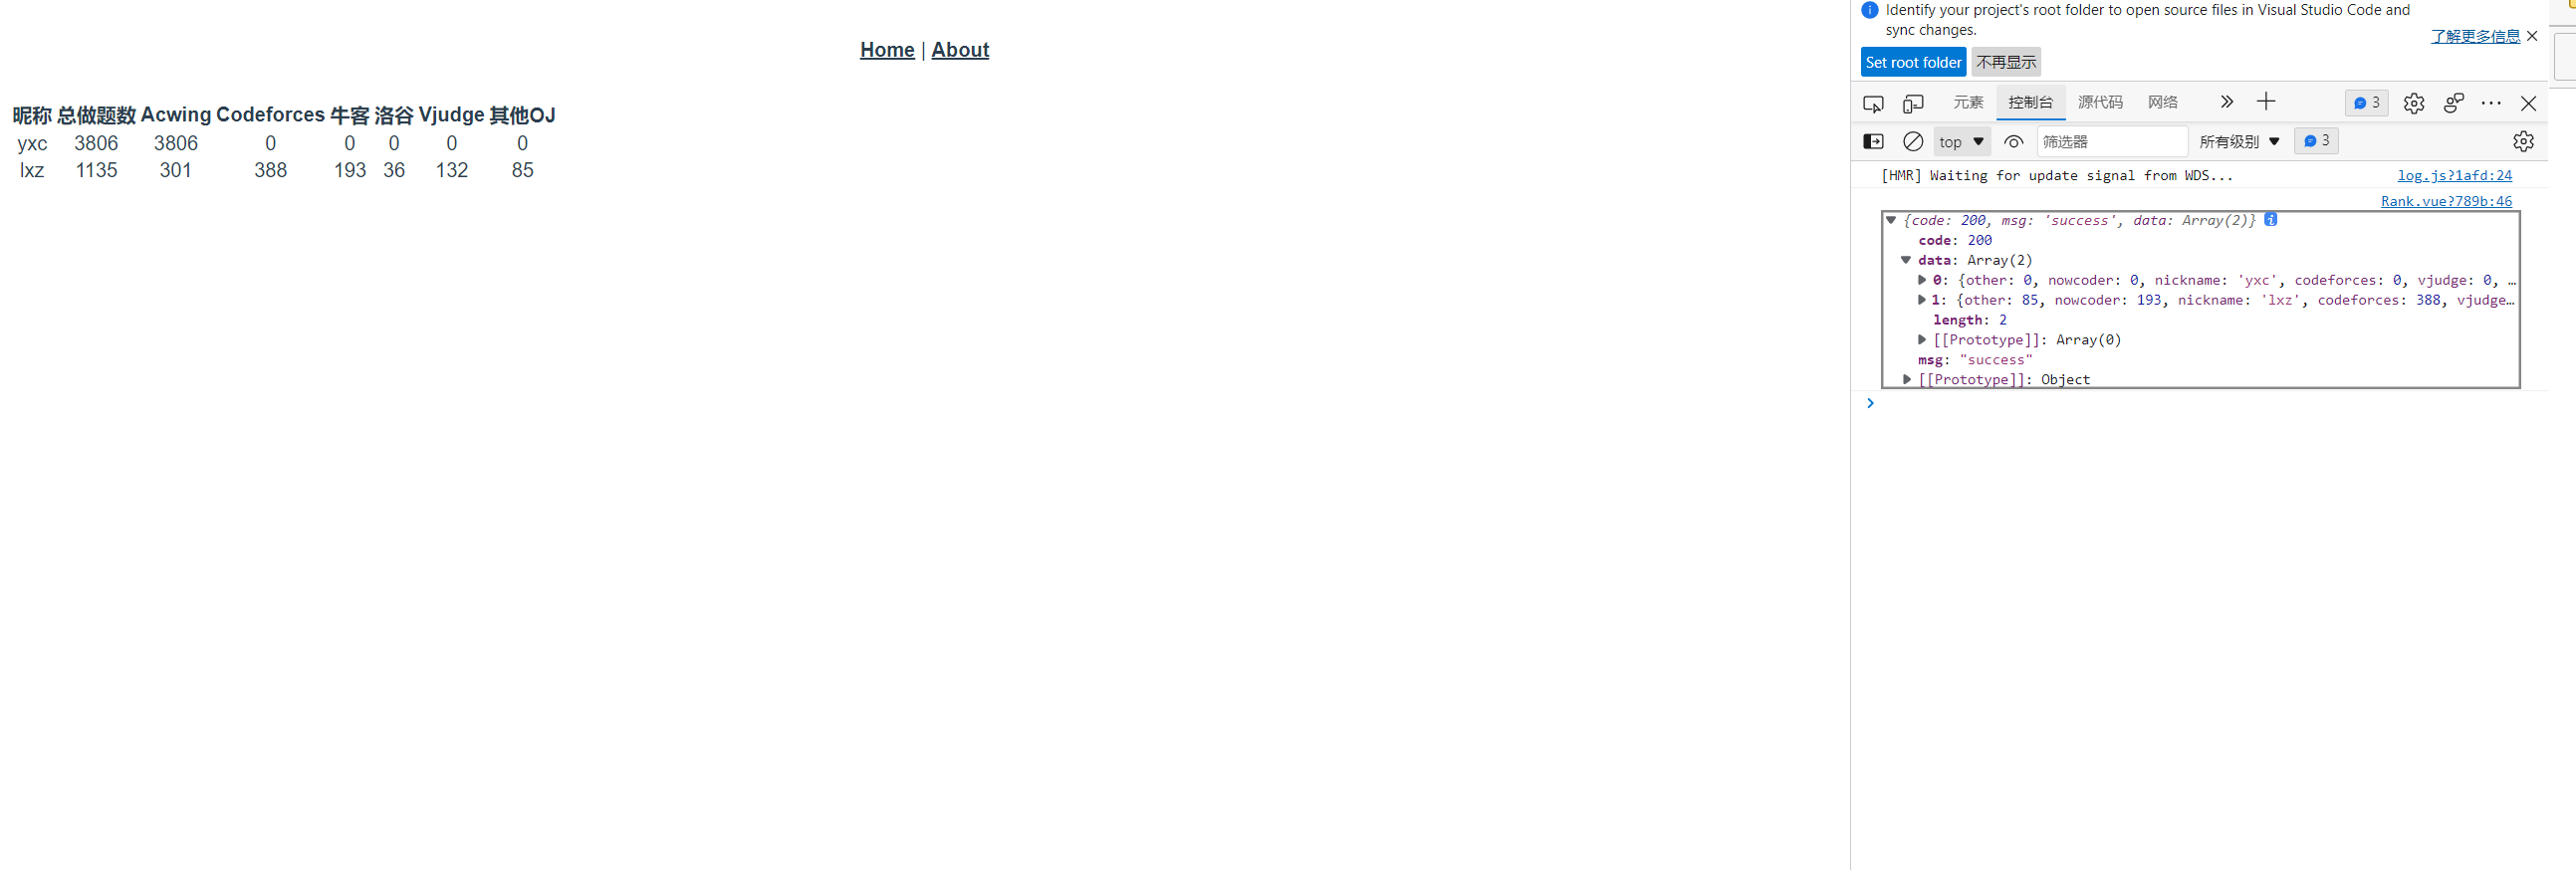 Home | About
昵称 总做题数 Acwing Codeforces 牛客 洛谷 Vjudge 其他OJ
yxc 3806 3806 0 0 0 0 0
lxz 1135 301 388 193 36 132 85
Identify your project's root folder to open source files in Visual Studio Code and
sync changes.
了解更多信息
Set root folder 不再显示
元素 控制台 源代码 网络 3
top 筛选器 所有级别 3
[HMR] Waiting for update signal from WDS... log.js?1afd:24
Rank.vue?789b:46
{code: 200, msg: 'success', data: Array(2)}
code: 200
data: Array(2)
0: {other: 0, nowcoder: 0, nickname: 'yxc', codeforces: 0, vjudge: 0, …
1: {other: 85, nowcoder: 193, nickname: 'lxz', codeforces: 388, vjudge…
length: 2
[[Prototype]]: Array(0)
msg: "success"
[[Prototype]]: Object